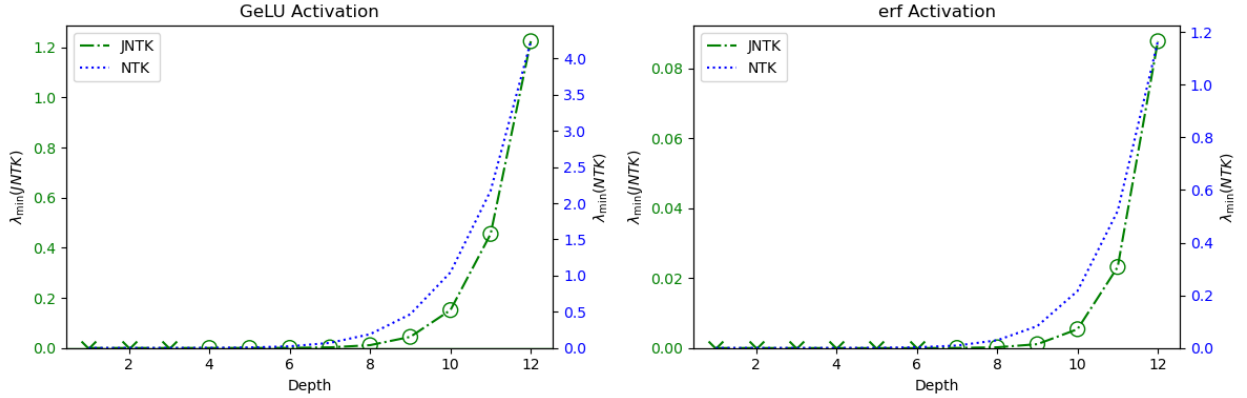 GeLU Activation
JNTK
NTK
1.2
1.0
0.8
0.6
0.4
0.2
0.0
λmin(JNTK)
4.0
3.5
3.0
2.5
2.0
1.5
1.0
0.5
0.0
λmin(NTK)
2 4 6 8 10 12
Depth
erf Activation
JNTK
NTK
0.08
0.06
0.04
0.02
0.00
λmin(JNTK)
1.2
1.0
0.8
0.6
0.4
0.2
0.0
λmin(NTK)
2 4 6 8 10 12
Depth